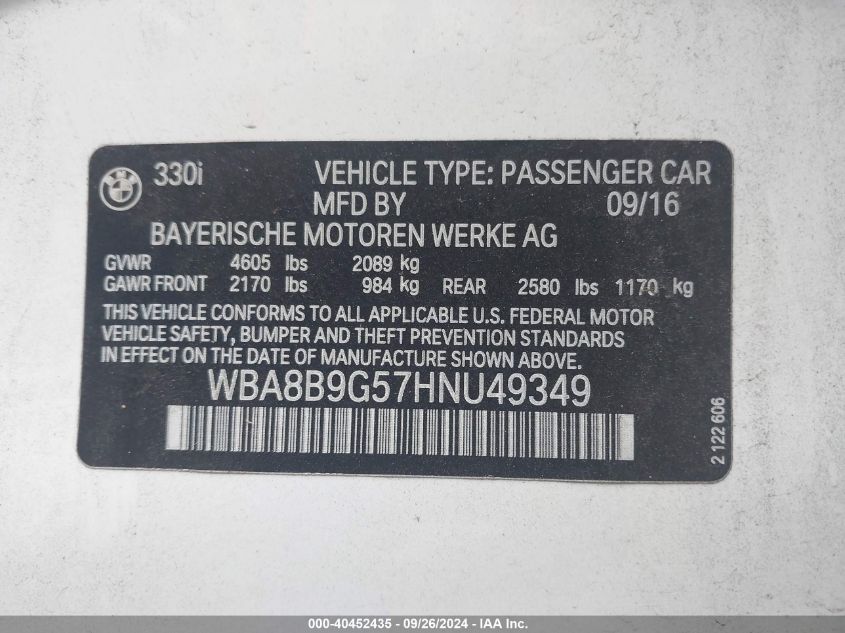 330i VEHICLE TYPE: PASSENGER CAR
MFD BY 09/16
BAYERISCHE MOTOREN WERKE AG
GVWR 4605 lbs 2089 kg
GAWR FRONT 2170 lbs 984 kg REAR 2580 lbs 1170 kg
THIS VEHICLE CONFORMS TO ALL APPLICABLE U.S. FEDERAL MOTOR
VEHICLE SAFETY, BUMPER AND THEFT PREVENTION STANDARDS
IN EFFECT ON THE DATE OF MANUFACTURE SHOWN ABOVE.
WBA8B9G57HNU49349
2 122 606
000-40452435 - 09/26/2024 - IAA Inc.